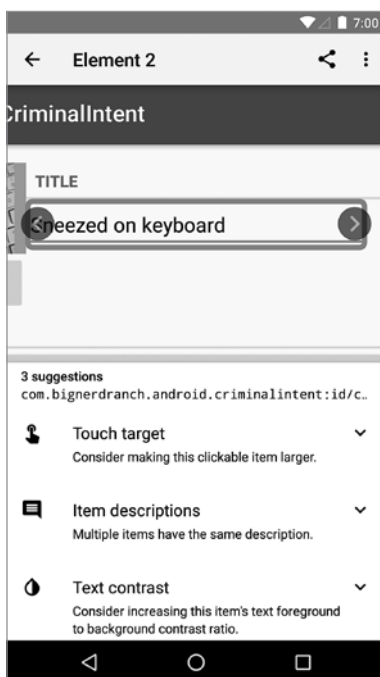 7:00
Element 2
CriminalIntent
TITLE
Sneezed on keyboard
3 suggestions
com.bignerdranch.android.criminalintent:id/c…
Touch target
Consider making this clickable item larger.
Item descriptions
Multiple items have the same description.
Text contrast
Consider increasing this item's text foreground
to background contrast ratio.